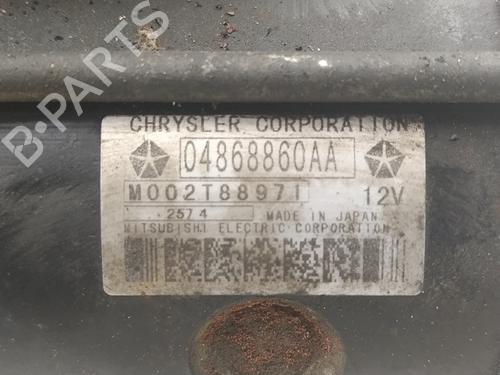 B-PARTS
CHRYSLER CORPORATION
04868860AA
M002T88971 12V
2574 MADE IN JAPAN
MITSUBISHI ELECTRIC CORPORATION